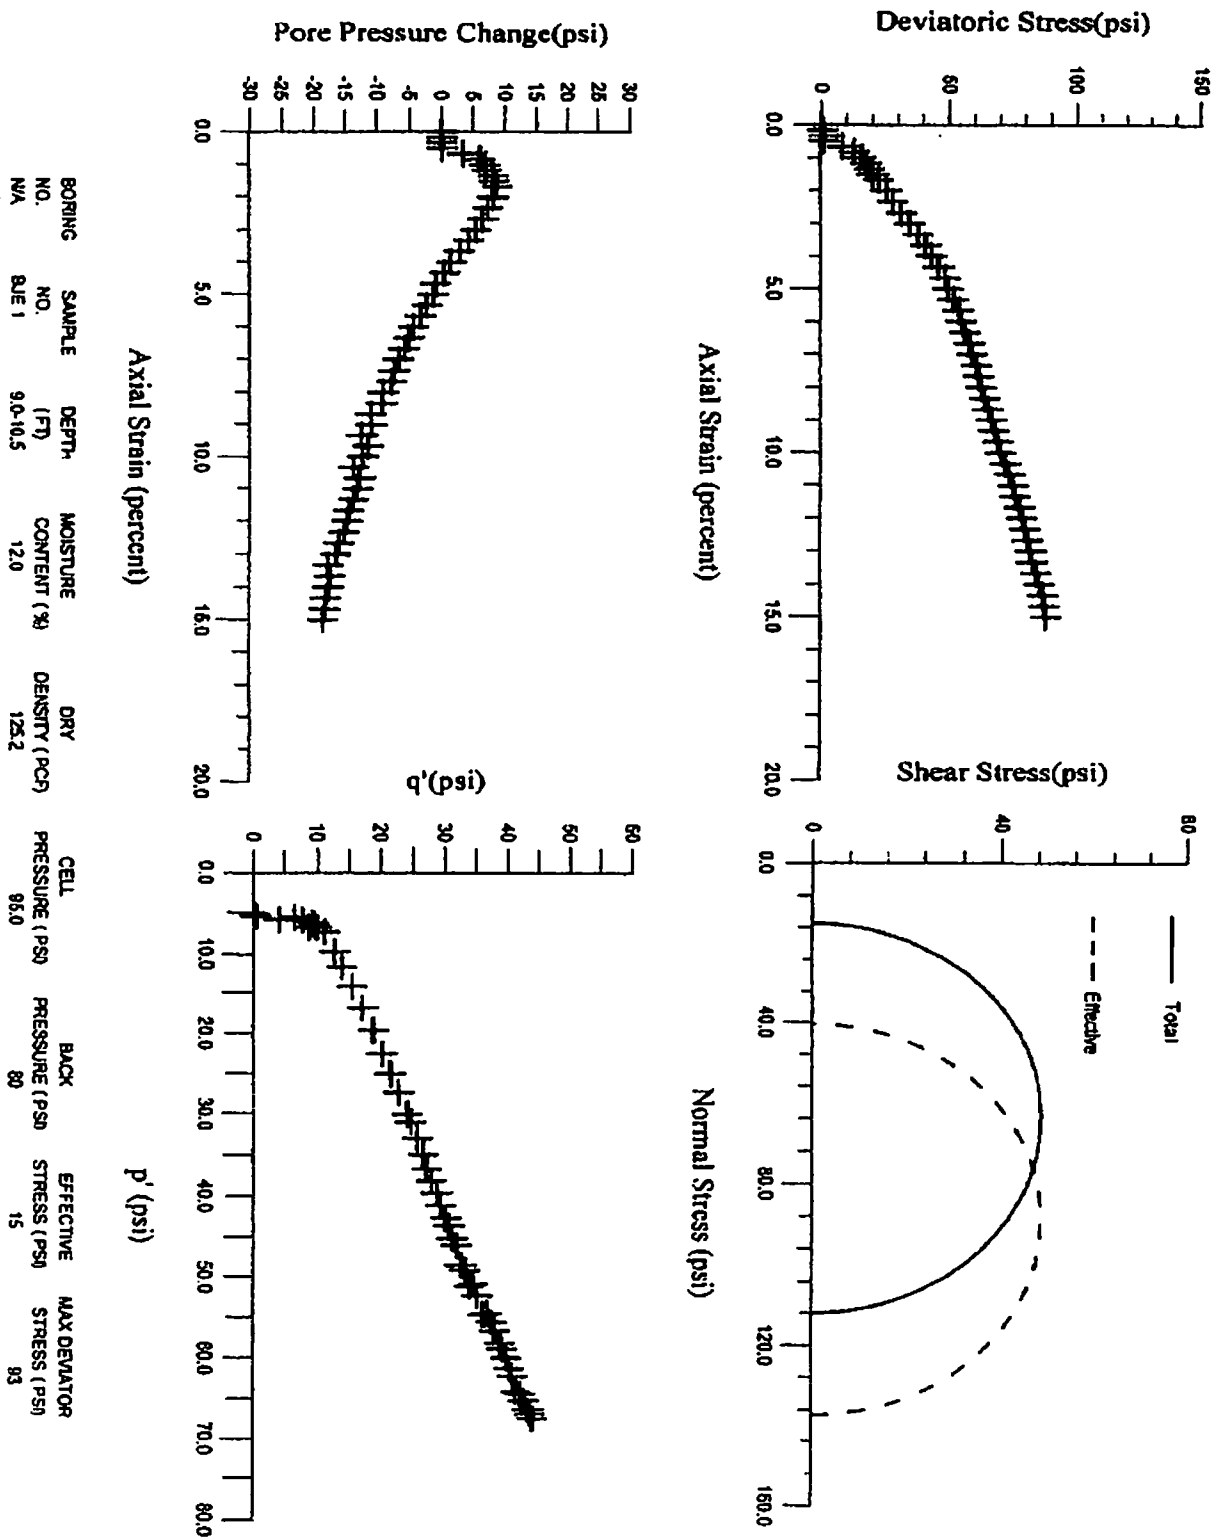 Deviatoric Stress(psi)
150
100
50
0
0.0 5.0 10.0 15.0 20.0
Axial Strain (percent)
Shear Stress(psi)
80
40
0
Total
Effective
0.0 40.0 80.0 120.0 160.0
Normal Stress (psi)
Pore Pressure Change(psi)
30
25
20
15
10
5
0
-5
-10
-15
-20
-25
-30
0.0 5.0 10.0 15.0 20.0
Axial Strain (percent)
q'(psi)
60
50
40
30
20
10
0
0.0 10.0 20.0 30.0 40.0 50.0 60.0 70.0 80.0
p' (psi)
BORING SAMPLE DEPTH MOISTURE DRY CELL BACK EFFECTIVE MAX DEVIATOR
NO. NO. (FT) CONTENT (%) DENSITY (PCF) PRESSURE (PSI) PRESSURE (PSI) STRESS (PSI) STRESS (PSI)
N/A BJE 1 9.0-10.5 12.0 125.2 95.0 80 15 93